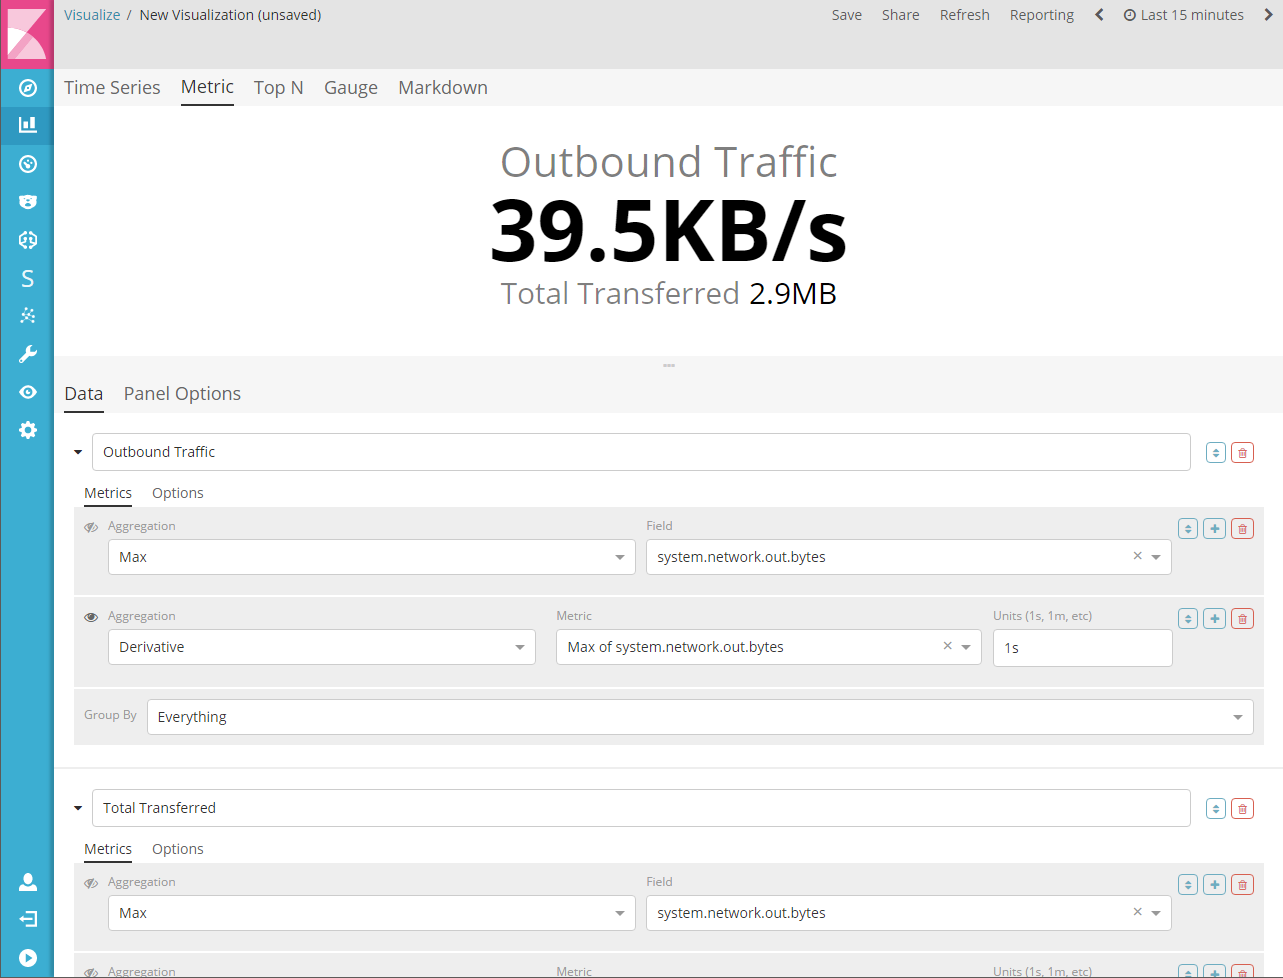 Visualize / New Visualization (unsaved) Save Share Refresh Reporting Last 15 minutes
Time Series Metric Top N Gauge Markdown
Outbound Traffic
39.5KB/s
Total Transferred 2.9MB
Data Panel Options
Outbound Traffic
Metrics Options
Aggregation Field
Max system.network.out.bytes
Aggregation Metric Units (1s, 1m, etc)
Derivative Max of system.network.out.bytes 1s
Group By Everything
Total Transferred
Metrics Options
Aggregation Field
Max system.network.out.bytes
Aggregation Metric Units (1s, 1m, etc)